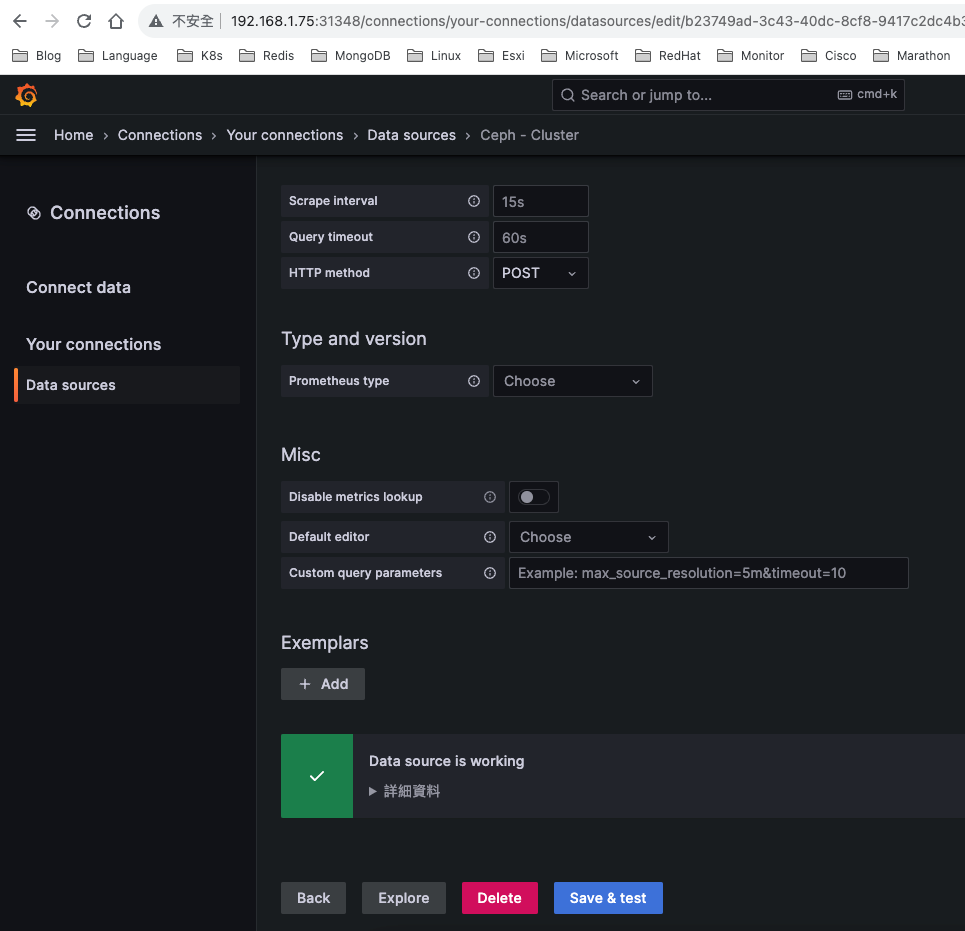 不安全 192.168.1.75:31348/connections/your-connections/datasources/edit/b23749ad-3c43-40dc-8cf8-9417c2dc4b3
Blog Language K8s Redis MongoDB Linux Esxi Microsoft RedHat Monitor Cisco Marathon
Search or jump to... cmd+k
Home › Connections › Your connections › Data sources › Ceph - Cluster
Connections
Connect data
Your connections
Data sources
Scrape interval 15s
Query timeout 60s
HTTP method POST
Type and version
Prometheus type Choose
Misc
Disable metrics lookup
Default editor Choose
Custom query parameters Example: max_source_resolution=5m&timeout=10
Exemplars
+ Add
Data source is working
詳細資料
Back Explore Delete Save & test